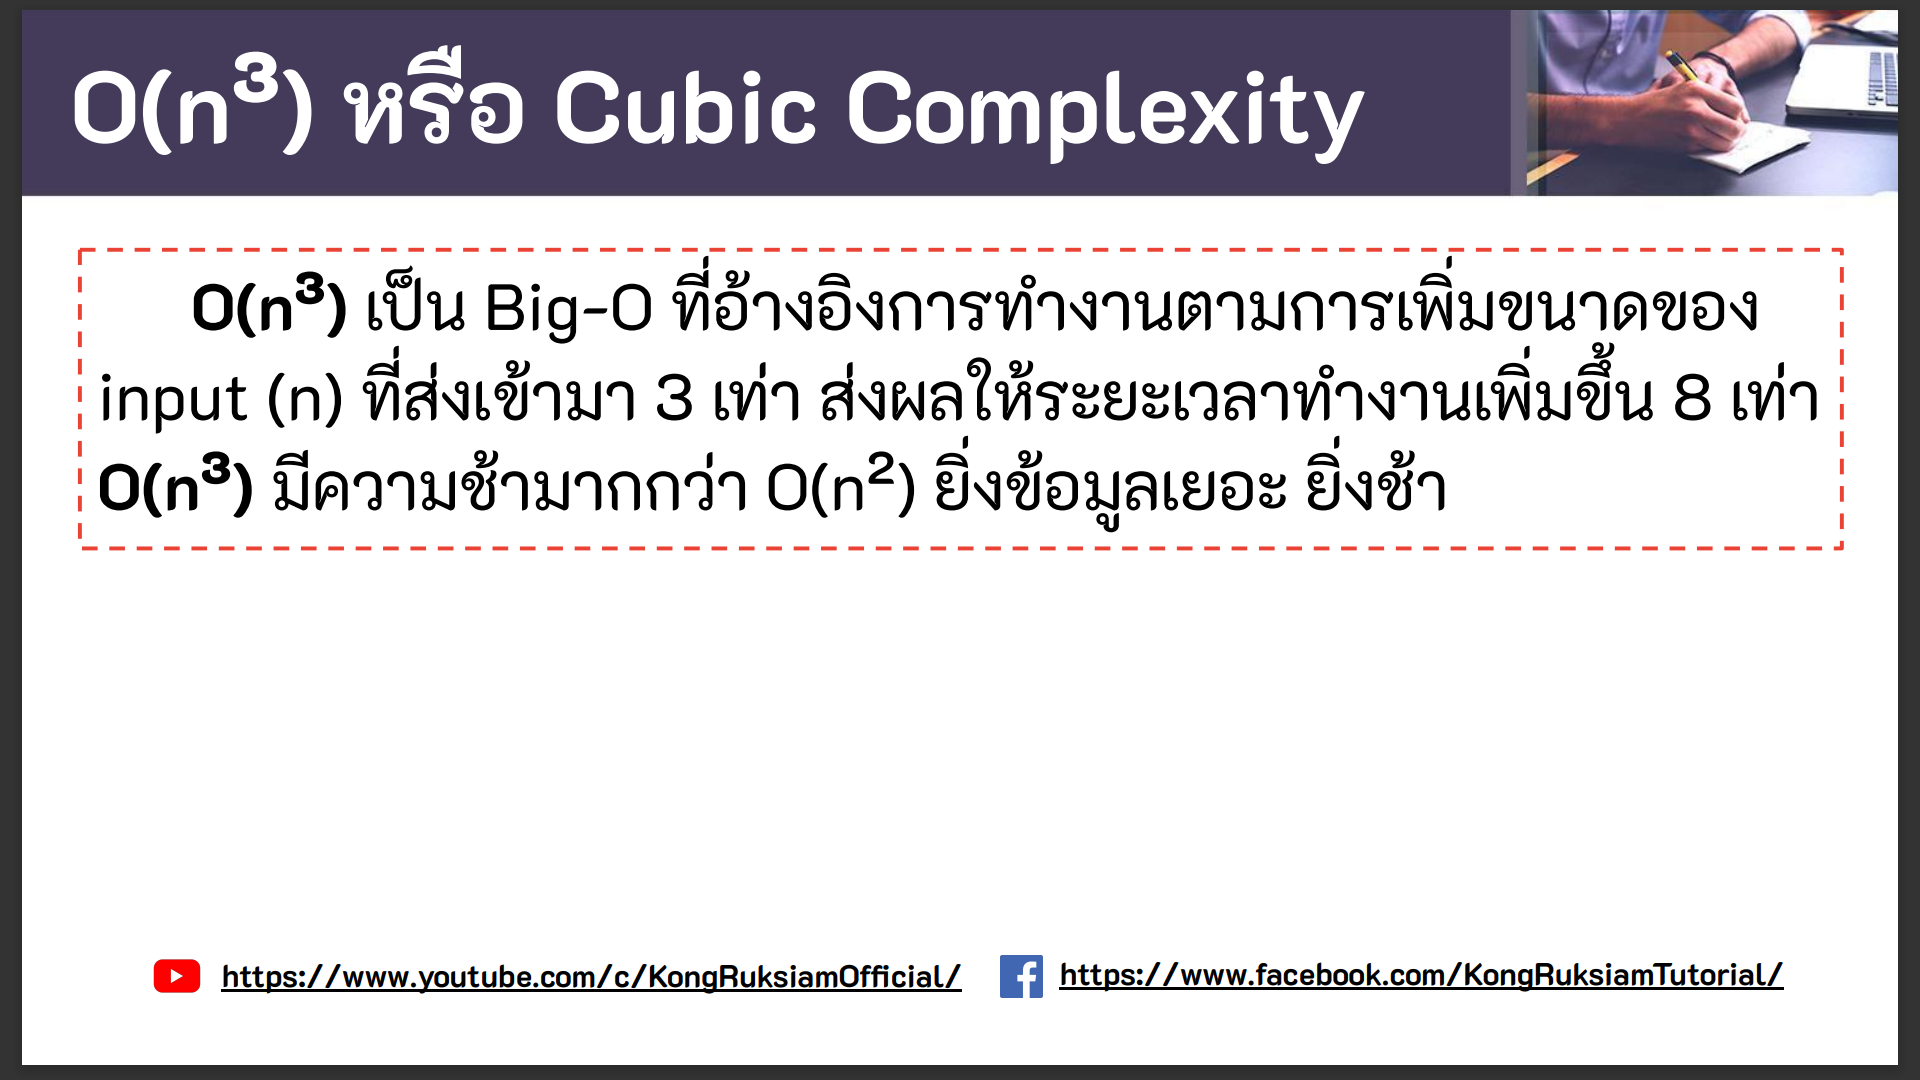 O(n³) หรือ Cubic Complexity
O(n³) เป็น Big-O ที่อ้างอิงการทำงานตามการเพิ่มขนาดของ
input (n) ที่ส่งเข้ามา 3 เท่า ส่งผลให้ระยะเวลาทำงานเพิ่มขึ้น 8 เท่า
O(n³) มีความช้ามากกว่า O(n²) ยิ่งข้อมูลเยอะ ยิ่งช้า
https://www.youtube.com/c/KongRuksiamOfficial/
https://www.facebook.com/KongRuksiamTutorial/